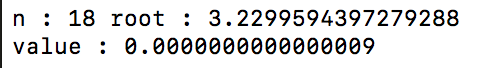 n : 18 root : 3.2299594397279288
value : 0.0000000000000009